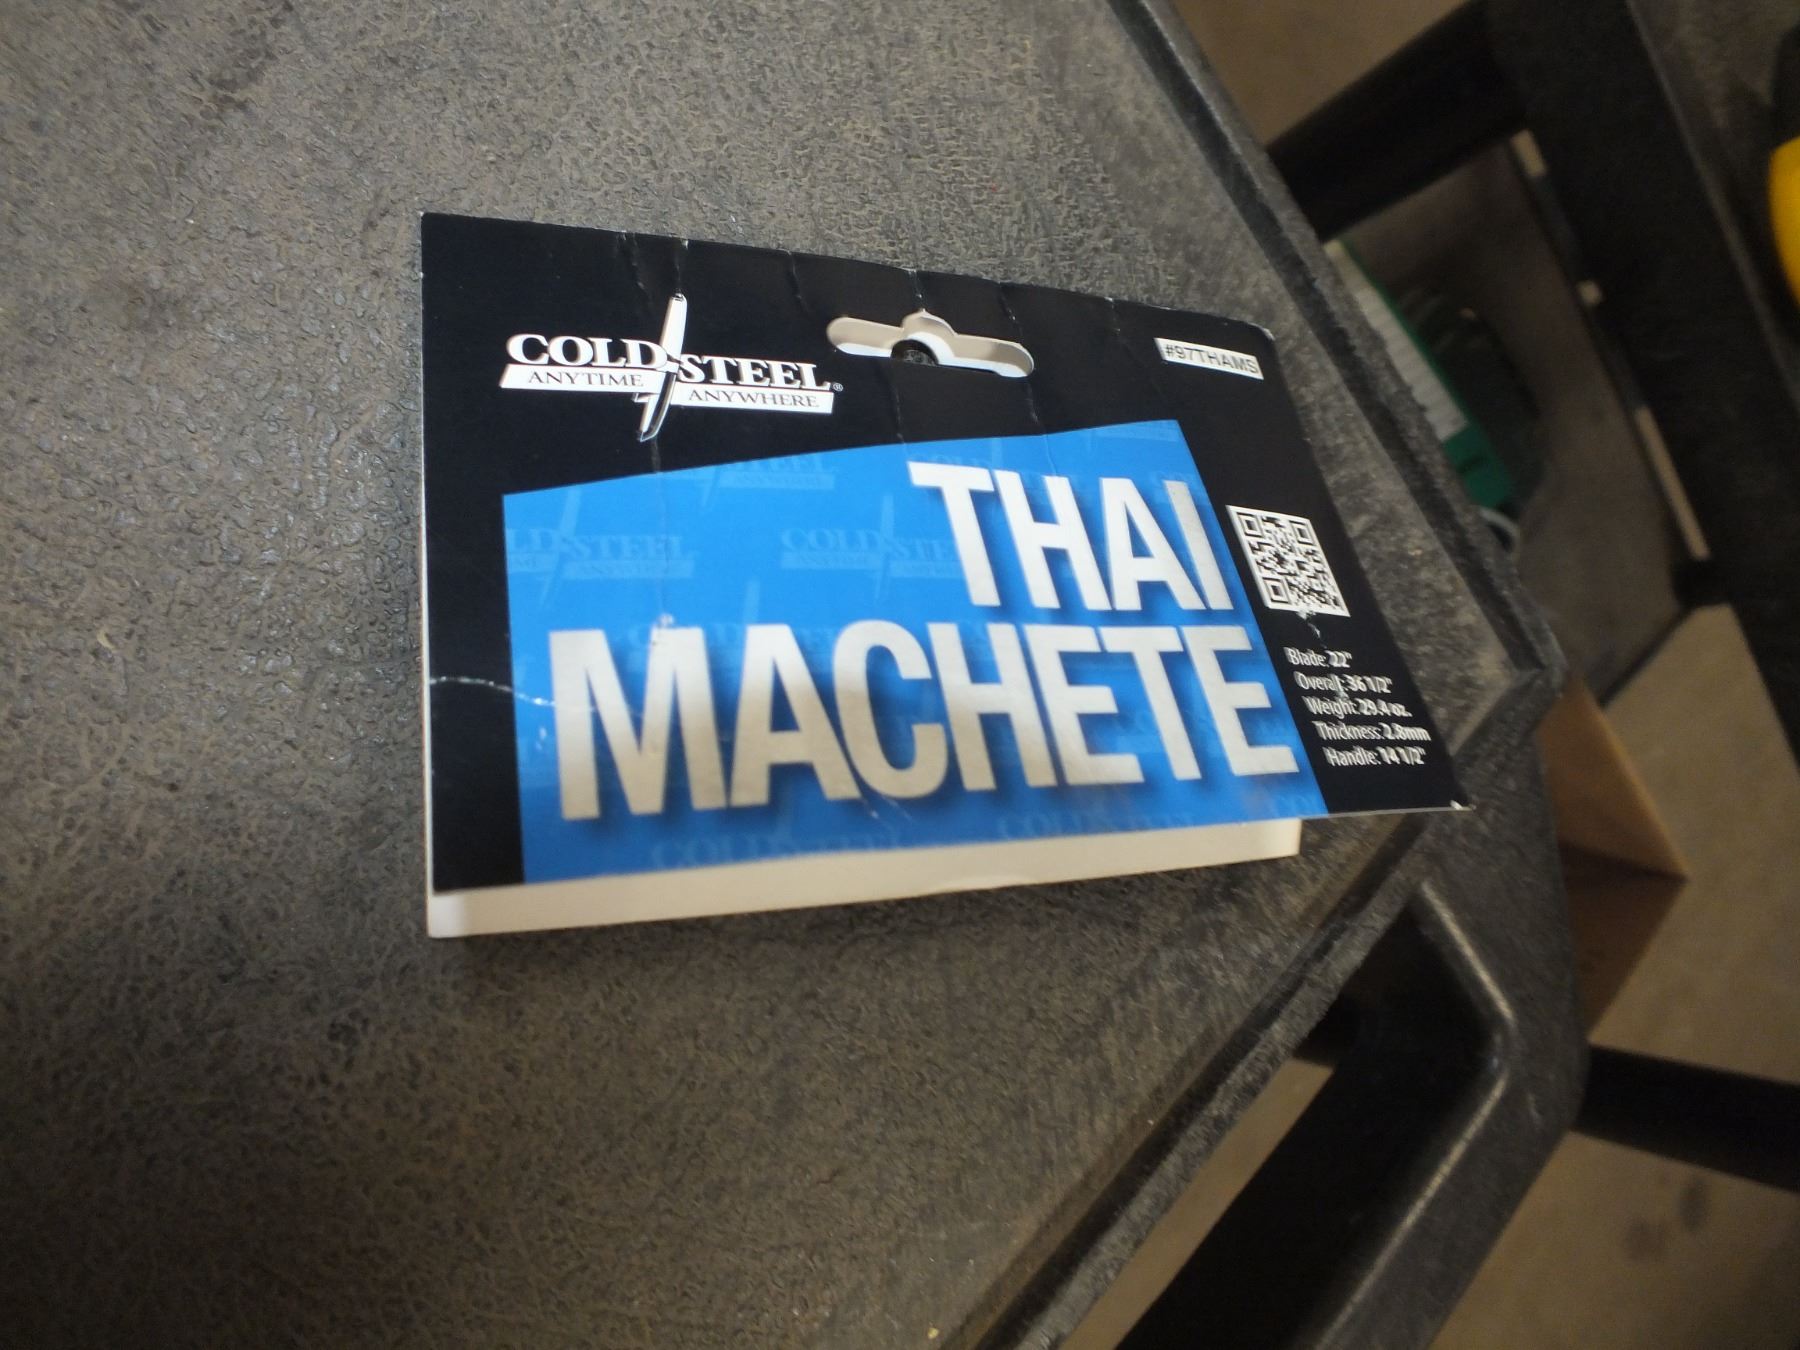 COLD STEEL®
ANYTIME ANYWHERE
#97THAMS
THAI
MACHETE
Blade: 22"
Overall: 36 1/2"
Weight: 29.4 oz.
Thickness: 2.8mm
Handle: 14 1/2"